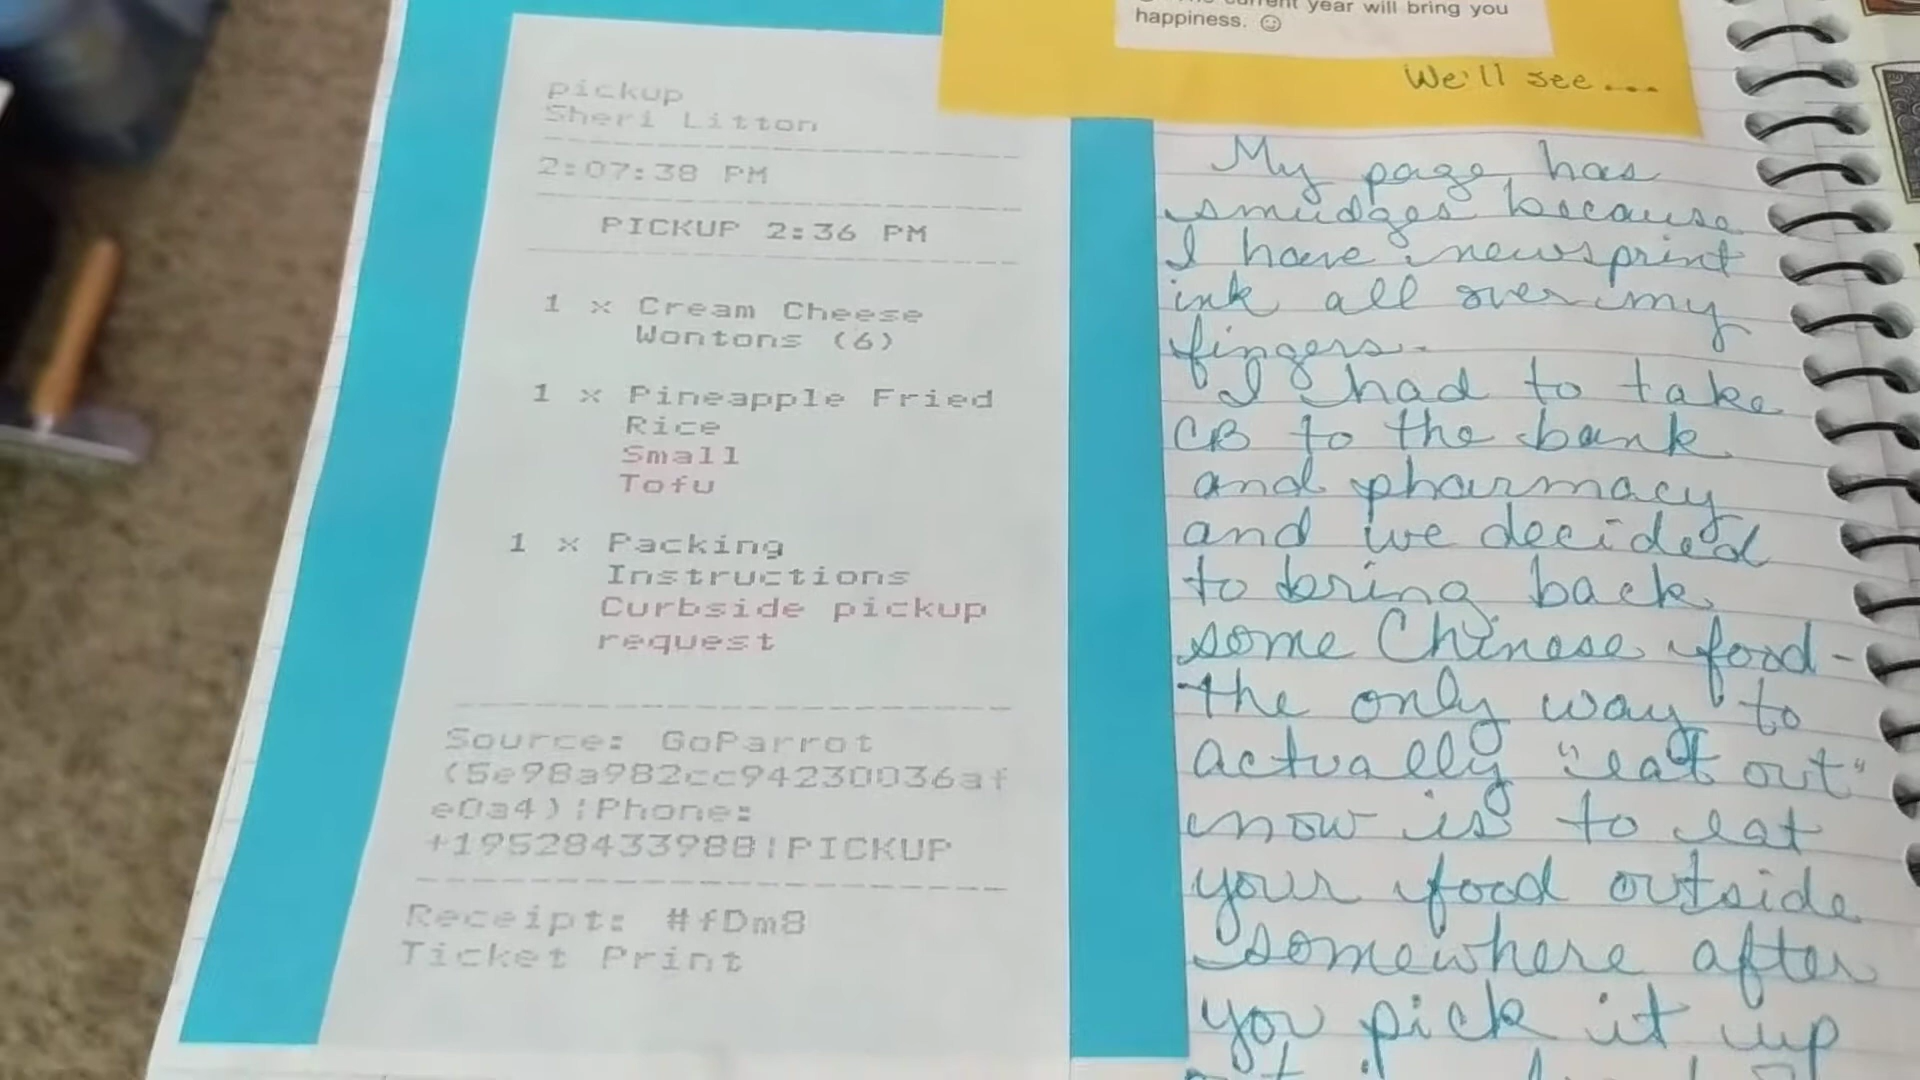 current year will bring you
happiness. ☺
We'll see...
pickup
Sheri Litton
2:07:38 PM
PICKUP 2:36 PM
1 x Cream Cheese
Wontons (6)
1 x Pineapple Fried
Rice
Small
Tofu
1 x Packing
Instructions
Curbside pickup
request
Source: GoParrot
(5e98a982cc94230036af
e0a4)|Phone:
+19528433988|PICKUP
Receipt: #fDm8
Ticket Print
My page has
smudges because
I have newsprint
ink all over my
fingers.
I had to take
CB to the bank
and pharmacy
and we decided
to bring back
some Chinese food-
the only way to
actually "eat out"
now is to eat
your food outside
somewhere after
you pick it up